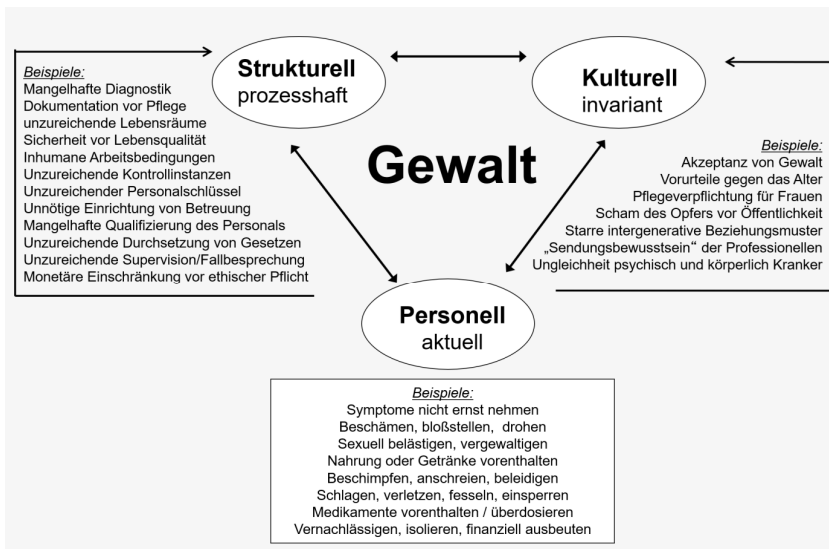 Strukturell
prozesshaft
Kulturell
invariant
Gewalt
Beispiele:
Mangelhafte Diagnostik
Dokumentation vor Pflege
unzureichende Lebensräume
Sicherheit vor Lebensqualität
Inhumane Arbeitsbedingungen
Unzureichende Kontrollinstanzen
Unzureichender Personalschlüssel
Unnötige Einrichtung von Betreuung
Mangelhafte Qualifizierung des Personals
Unzureichende Durchsetzung von Gesetzen
Unzureichende Supervision/Fallbesprechung
Monetäre Einschränkung vor ethischer Pflicht
Beispiele:
Akzeptanz von Gewalt
Vorurteile gegen das Alter
Pflegeverpflichtung für Frauen
Scham des Opfers vor Öffentlichkeit
Starre intergenerative Beziehungsmuster
„Sendungsbewusstsein“ der Professionellen
Ungleichheit psychisch und körperlich Kranker
Personell
aktuell
Beispiele:
Symptome nicht ernst nehmen
Beschämen, bloßstellen, drohen
Sexuell belästigen, vergewaltigen
Nahrung oder Getränke vorenthalten
Beschimpfen, anschreien, beleidigen
Schlagen, verletzen, fesseln, einsperren
Medikamente vorenthalten / überdosieren
Vernachlässigen, isolieren, finanziell ausbeuten